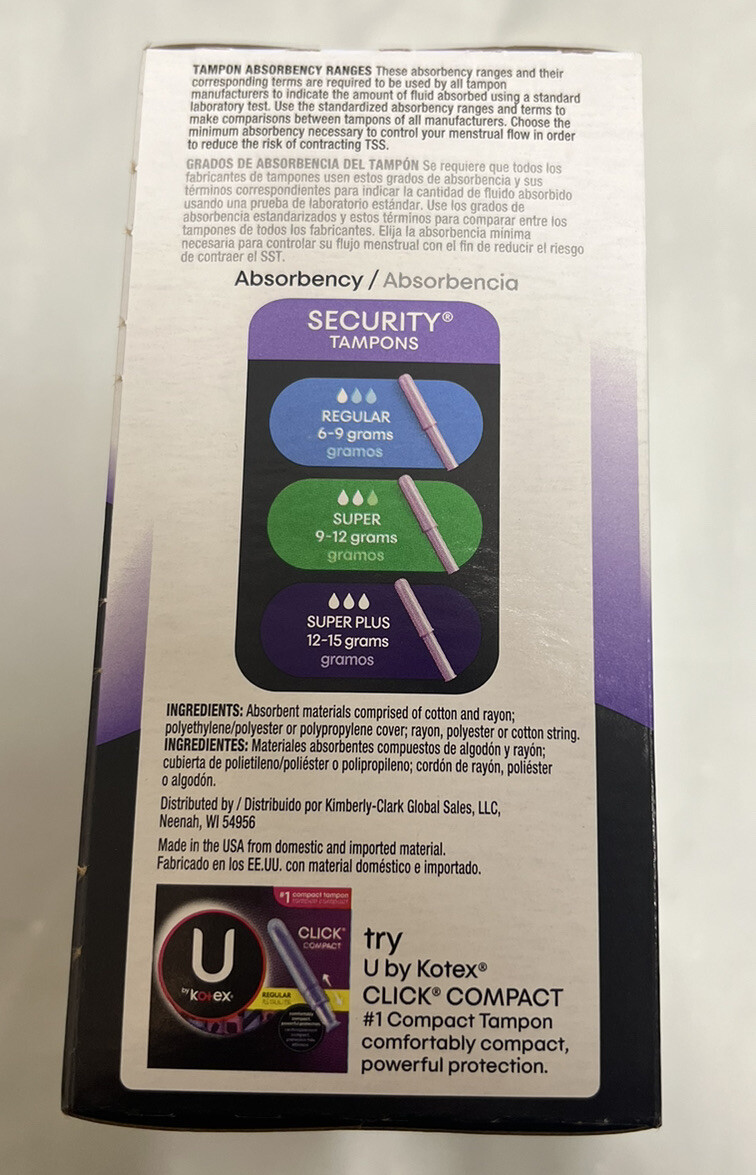 TAMPON ABSORBENCY RANGES These absorbency ranges and their
corresponding terms are required to be used by all tampon
manufacturers to indicate the amount of fluid absorbed using a standard
laboratory test. Use the standardized absorbency ranges and terms to
make comparisons between tampons of all manufacturers. Choose the
minimum absorbency necessary to control your menstrual flow in order
to reduce the risk of contracting TSS.
GRADOS DE ABSORBENCIA DEL TAMPÓN Se requiere que todos los
fabricantes de tampones usen estos grados de absorbencia y sus
términos correspondientes para indicar la cantidad de fluido absorbido
usando una prueba de laboratorio estándar. Use los grados de
absorbencia estandarizados y estos términos para comparar entre los
tampones de todos los fabricantes. Elija la absorbencia mínima
necesaria para controlar su flujo menstrual con el fin de reducir el riesgo
de contraer el SST.
Absorbency / Absorbencia
SECURITY®
TAMPONS
REGULAR
6-9 grams
gramos
SUPER
9-12 grams
gramos
SUPER PLUS
12-15 grams
gramos
INGREDIENTS: Absorbent materials comprised of cotton and rayon;
polyethylene/polyester or polypropylene cover; rayon, polyester or cotton string.
INGREDIENTES: Materiales absorbentes compuestos de algodón y rayón;
cubierta de polietileno/poliéster o polipropileno; cordón de rayón, poliéster
o algodón.
Distributed by / Distribuido por Kimberly-Clark Global Sales, LLC,
Neenah, WI 54956
Made in the USA from domestic and imported material.
Fabricado en los EE.UU. con material doméstico e importado.
#1 compact tampon
CLICK®
COMPACT
U
by kotex®
REGULAR
try
U by Kotex®
CLICK® COMPACT
#1 Compact Tampon
comfortably compact,
powerful protection.